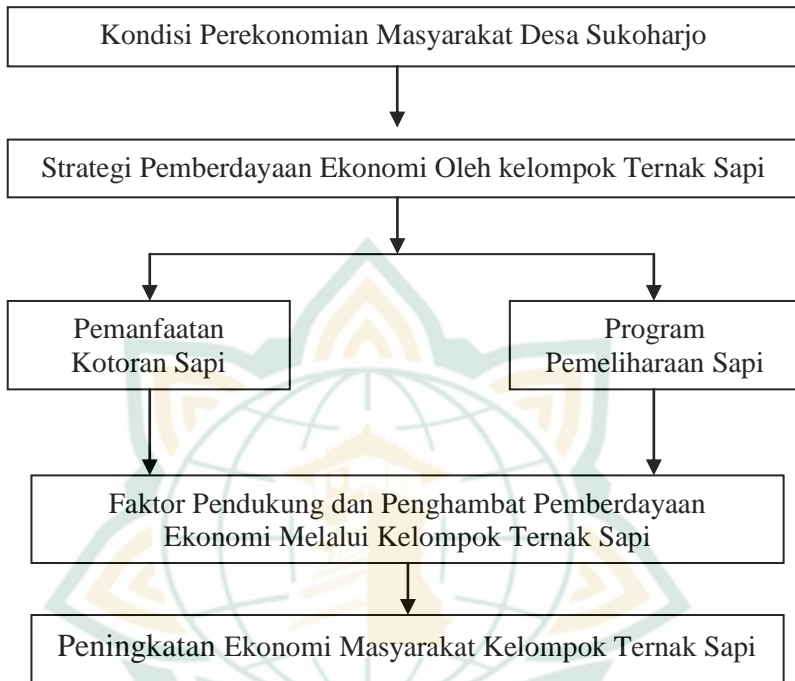 Kondisi Perekonomian Masyarakat Desa Sukoharjo
Strategi Pemberdayaan Ekonomi Oleh kelompok Ternak Sapi
Pemanfaatan
Kotoran Sapi
Program
Pemeliharaan Sapi
Faktor Pendukung dan Penghambat Pemberdayaan
Ekonomi Melalui Kelompok Ternak Sapi
Peningkatan Ekonomi Masyarakat Kelompok Ternak Sapi